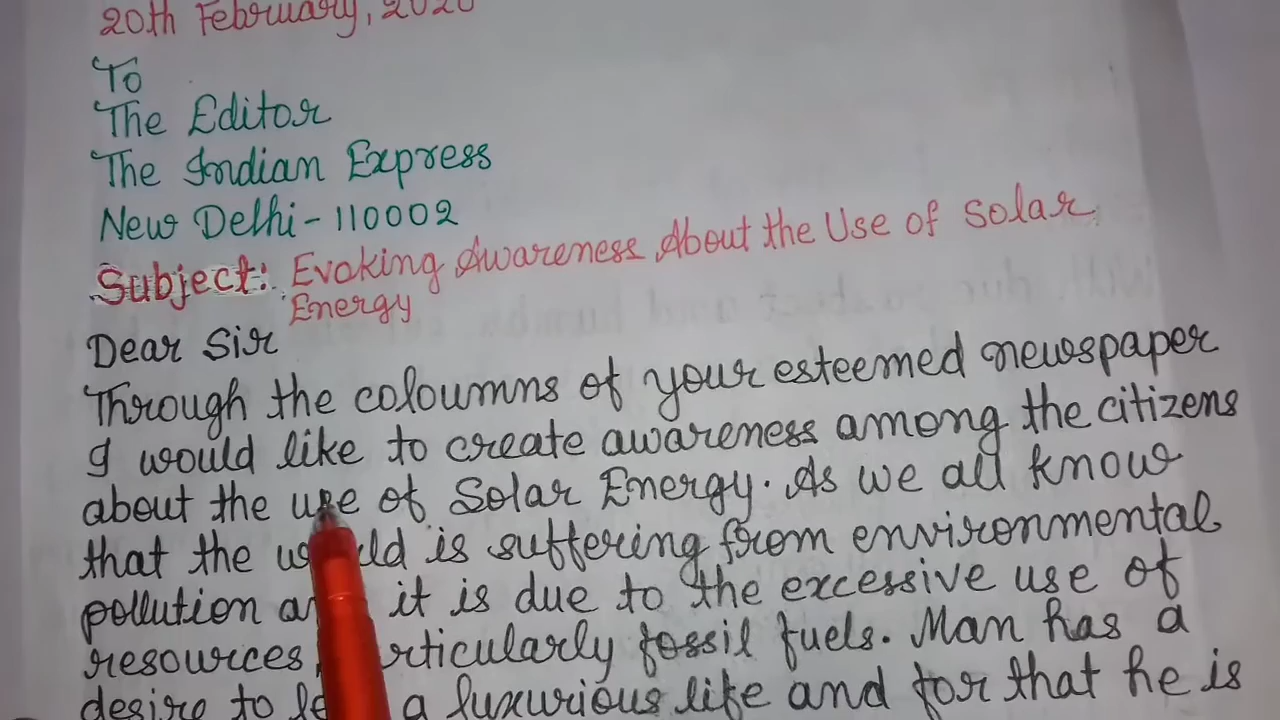 20th February, 2020
To
The Editor
The Indian Express
New Delhi - 110002
Subject: Evoking Awareness About the Use of Solar
Energy
Dear Sir
Through the coloumns of your esteemed newspaper
I would like to create awareness among the citizens
about the use of Solar Energy. As we all know
that the is suffering from environmental
pollution it is due to the excessive use of
resources, fossil fuels. Man has a
desire to a luxurious life and for that he is